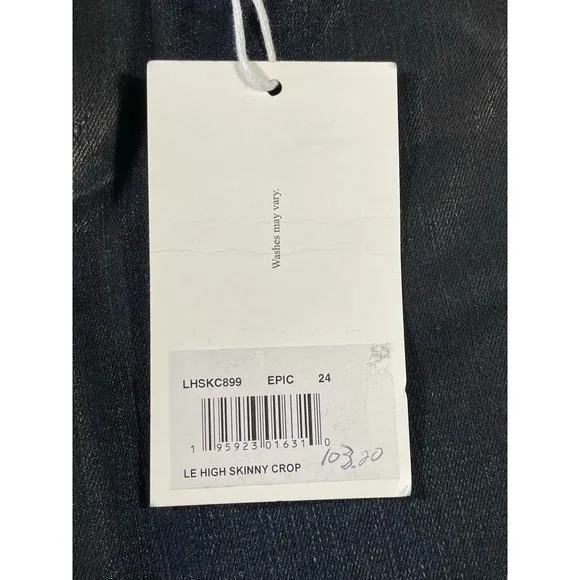 Washes may vary.
LHSKC899 EPIC 24
1 95923 01631 0
LE HIGH SKINNY CROP
103.20